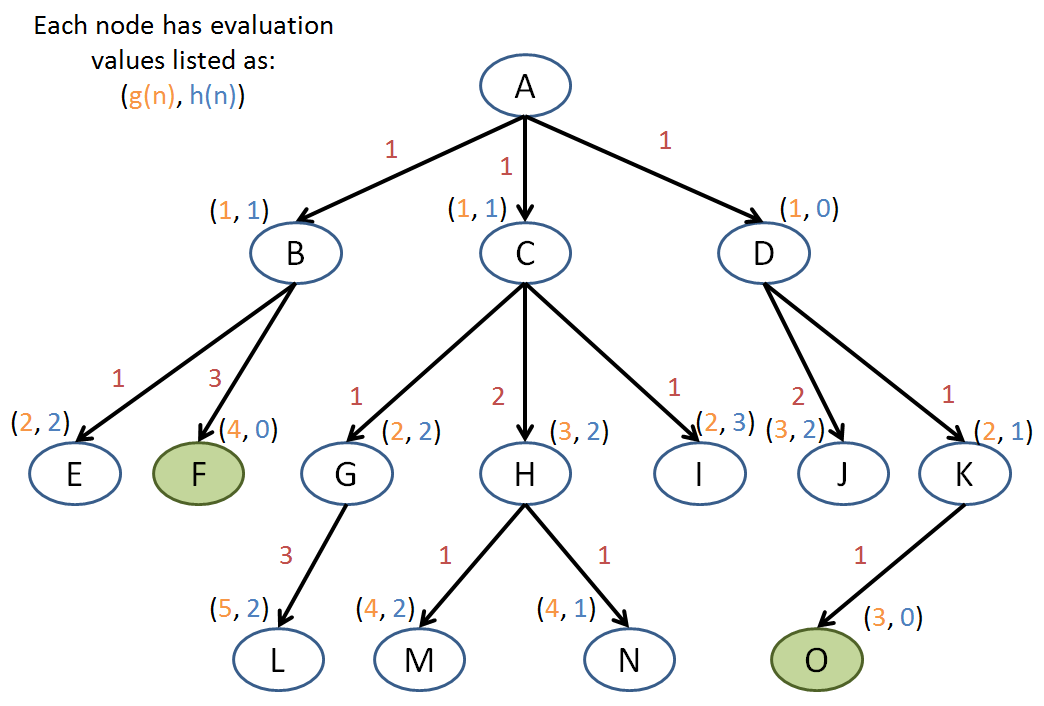 Each node has evaluation
values listed as:
(g(n), h(n))
A
1
1
1
(1, 1)
(1, 1)
(1, 0)
B
C
D
1
3
1
2
1
2
1
(2, 2)
(4, 0)
(2, 2)
(3, 2)
(2, 3)
(3, 2)
(2, 1)
E
F
G
H
I
J
K
3
1
1
1
(5, 2)
(4, 2)
(4, 1)
(3, 0)
L
M
N
O